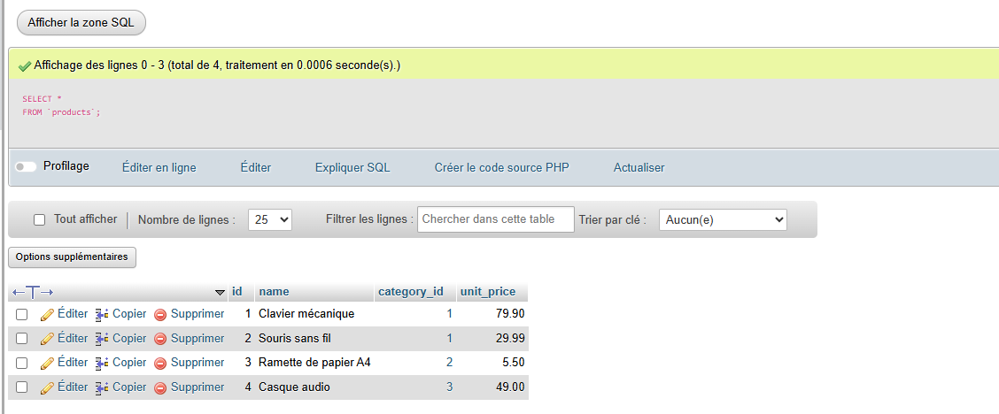 Afficher la zone SQL
Affichage des lignes 0 - 3 (total de 4, traitement en 0.0006 seconde(s).)
SELECT *
FROM `products`;
Profilage Éditer en ligne Éditer Expliquer SQL Créer le code source PHP Actualiser
Tout afficher Nombre de lignes : 25 Filtrer les lignes : Chercher dans cette table Trier par clé : Aucun(e)
Options supplémentaires
←T→ id name category_id unit_price
Éditer Copier Supprimer 1 Clavier mécanique 1 79.90
Éditer Copier Supprimer 2 Souris sans fil 1 29.99
Éditer Copier Supprimer 3 Ramette de papier A4 2 5.50
Éditer Copier Supprimer 4 Casque audio 3 49.00